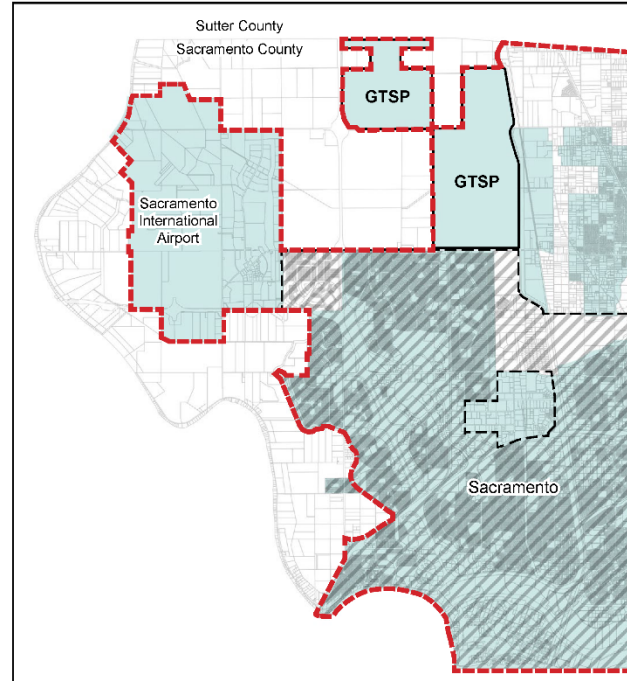 Sutter County
Sacramento County
GTSP
GTSP
Sacramento
International
Airport
Sacramento